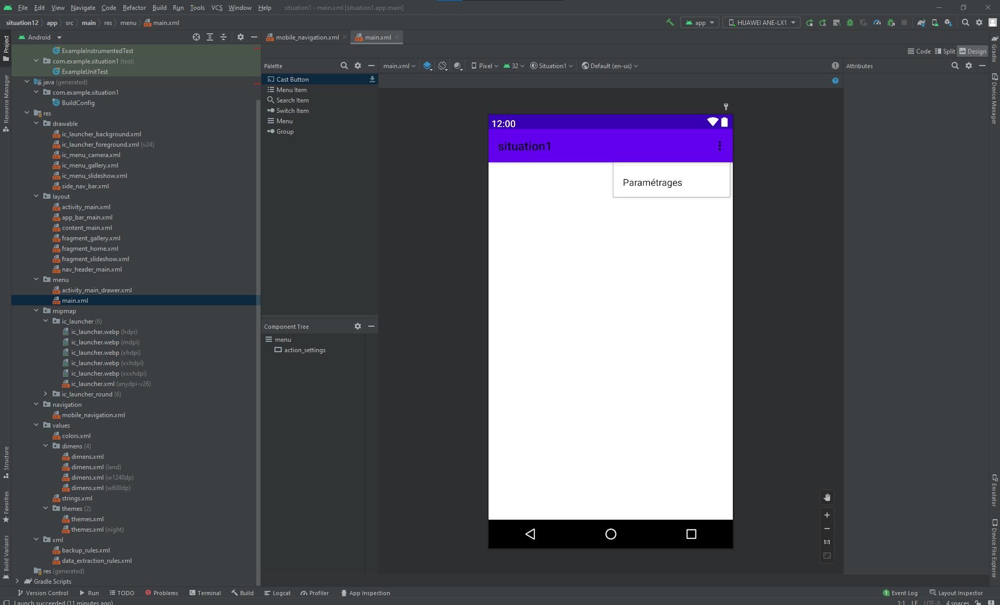 File Edit View Navigate Code Refactor Build Run Tools VCS Window Help situation1 - main.xml [situation1.app.main]
situation12 app src main res menu main.xml
app HUAWEI ANE-LX1
Android
mobile_navigation.xml main.xml
Code Split Design
Project
Resource Manager
Structure
Favorites
Build Variants
ExampleInstrumentedTest
com.example.situation1 (test)
ExampleUnitTest
java (generated)
com.example.situation1
BuildConfig
res
drawable
ic_launcher_background.xml
ic_launcher_foreground.xml (v24)
ic_menu_camera.xml
ic_menu_gallery.xml
ic_menu_slideshow.xml
side_nav_bar.xml
layout
activity_main.xml
app_bar_main.xml
content_main.xml
fragment_gallery.xml
fragment_home.xml
fragment_slideshow.xml
nav_header_main.xml
menu
activity_main_drawer.xml
main.xml
mipmap
ic_launcher (6)
ic_launcher.webp (hdpi)
ic_launcher.webp (mdpi)
ic_launcher.webp (xhdpi)
ic_launcher.webp (xxhdpi)
ic_launcher.webp (xxxhdpi)
ic_launcher.xml (anydpi-v26)
ic_launcher_round (6)
navigation
mobile_navigation.xml
values
colors.xml
dimens (4)
dimens.xml
dimens.xml (land)
dimens.xml (w1240dp)
dimens.xml (w600dp)
strings.xml
themes (2)
themes.xml
themes.xml (night)
xml
backup_rules.xml
data_extraction_rules.xml
res (generated)
Gradle Scripts
Palette
Cast Button
Menu Item
Search Item
Switch Item
Menu
Group
Component Tree
menu
action_settings
main.xml Pixel 32 Situation1 Default (en-us)
12:00
situation1
Paramétrages
1:1
Attributes
Gradle
Device Manager
Emulator
Device File Explorer
Version Control Run TODO Problems Terminal Build Logcat Profiler App Inspection
1 Event Log Layout Inspector
Launch succeeded (11 minutes ago)
1:1 LF UTF-8 4 spaces